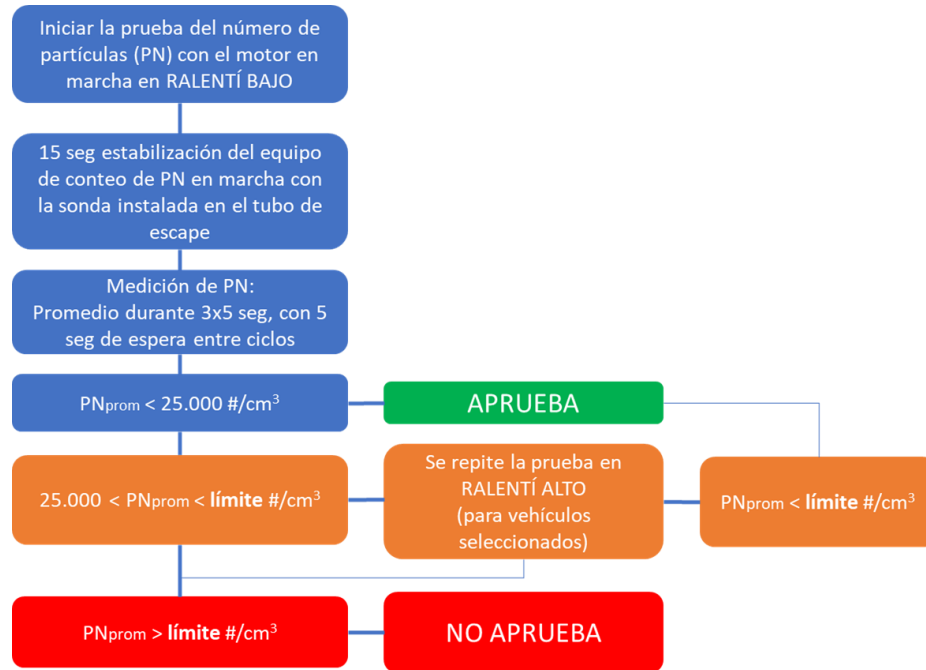 Iniciar la prueba del número de
partículas (PN) con el motor en
marcha en RALENTÍ BAJO
15 seg estabilización del equipo
de conteo de PN en marcha con
la sonda instalada en el tubo de
escape
Medición de PN:
Promedio durante 3x5 seg, con 5
seg de espera entre ciclos
PNprom < 25.000 #/cm³
APRUEBA
25.000 < PNprom < límite #/cm³
Se repite la prueba en
RALENTÍ ALTO
(para vehículos
seleccionados)
PNprom < límite #/cm³
PNprom > límite #/cm³
NO APRUEBA